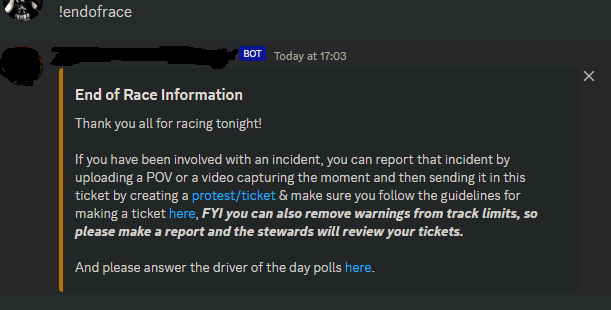 !endofrace
BOT Today at 17:03
End of Race Information
Thank you all for racing tonight!
If you have been involved with an incident, you can report that incident by
uploading a POV or a video capturing the moment and then sending it in this
ticket by creating a protest/ticket & make sure you follow the guidelines for
making a ticket here, FYI you can also remove warnings from track limits, so
please make a report and the stewards will review your tickets.
And please answer the driver of the day polls here.